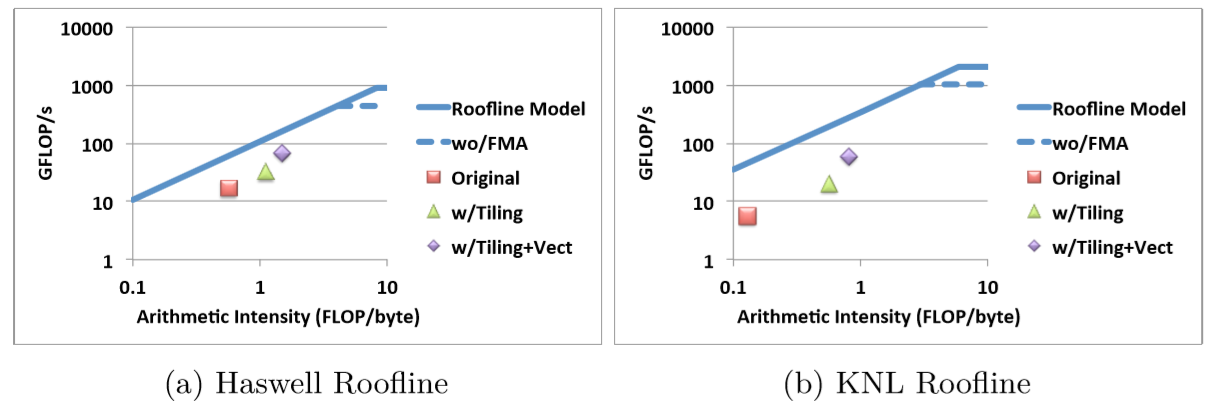 10000
1000
100
10
1
GFLOP/s
0.1 1 10
Arithmetic Intensity (FLOP/byte)
Roofline Model
wo/FMA
Original
w/Tiling
w/Tiling+Vect
(a) Haswell Roofline
10000
1000
100
10
1
GFLOP/s
0.1 1 10
Arithmetic Intensity (FLOP/byte)
Roofline Model
wo/FMA
Original
w/Tiling
w/Tiling+Vect
(b) KNL Roofline